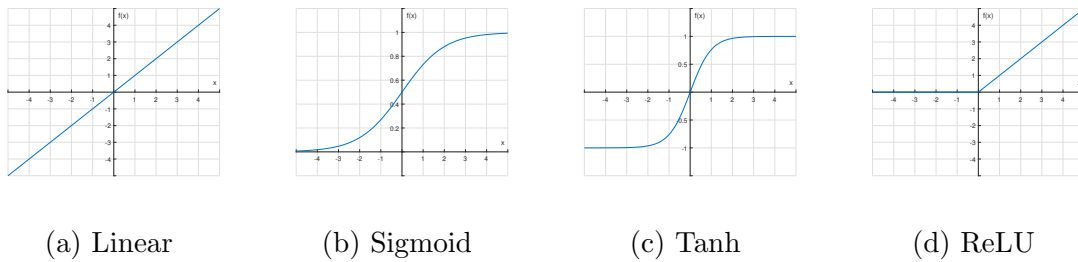 f(x) f(x) f(x) f(x)
4 1 1 4
3 0.8 3
2 0.6 0.5 2
1 x 0.4 x 1 x
-4 -3 -2 -1 1 2 3 4 -4 -3 -2 -1 1 2 3 4 -4 -3 -2 -1 1 2 3 4
-1 0.2 -0.5 -1
-2 x -2
-3 -4 -3 -2 -1 1 2 3 4 -1 -3
-4 -4
(a) Linear (b) Sigmoid (c) Tanh (d) ReLU